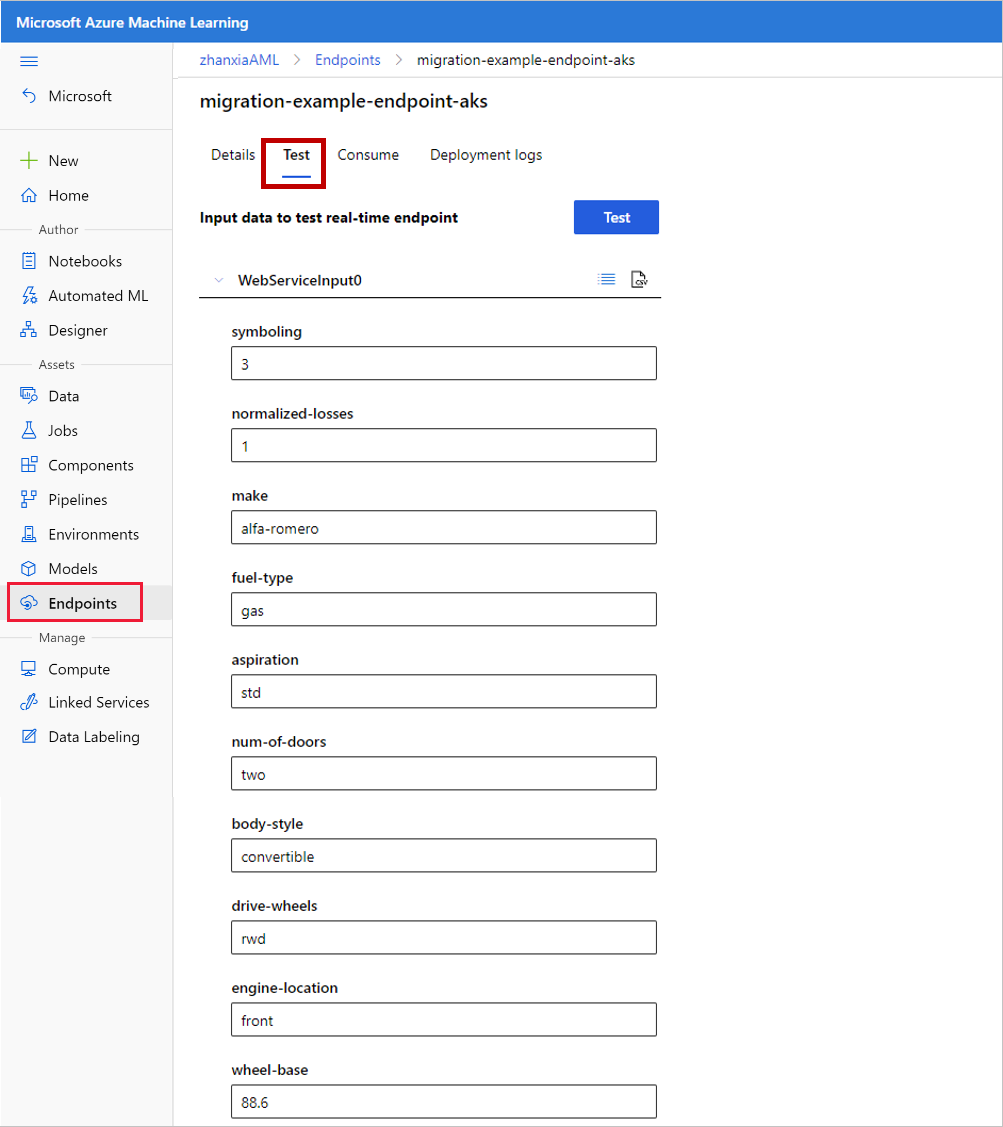 Microsoft Azure Machine Learning
zhanxiaAML > Endpoints > migration-example-endpoint-aks
Microsoft
New
Home
Author
Notebooks
Automated ML
Designer
Assets
Data
Jobs
Components
Pipelines
Environments
Models
Endpoints
Manage
Compute
Linked Services
Data Labeling
migration-example-endpoint-aks
Details Test Consume Deployment logs
Input data to test real-time endpoint Test
WebServiceInput0 CSV
symboling
3
normalized-losses
1
make
alfa-romero
fuel-type
gas
aspiration
std
num-of-doors
two
body-style
convertible
drive-wheels
rwd
engine-location
front
wheel-base
88.6